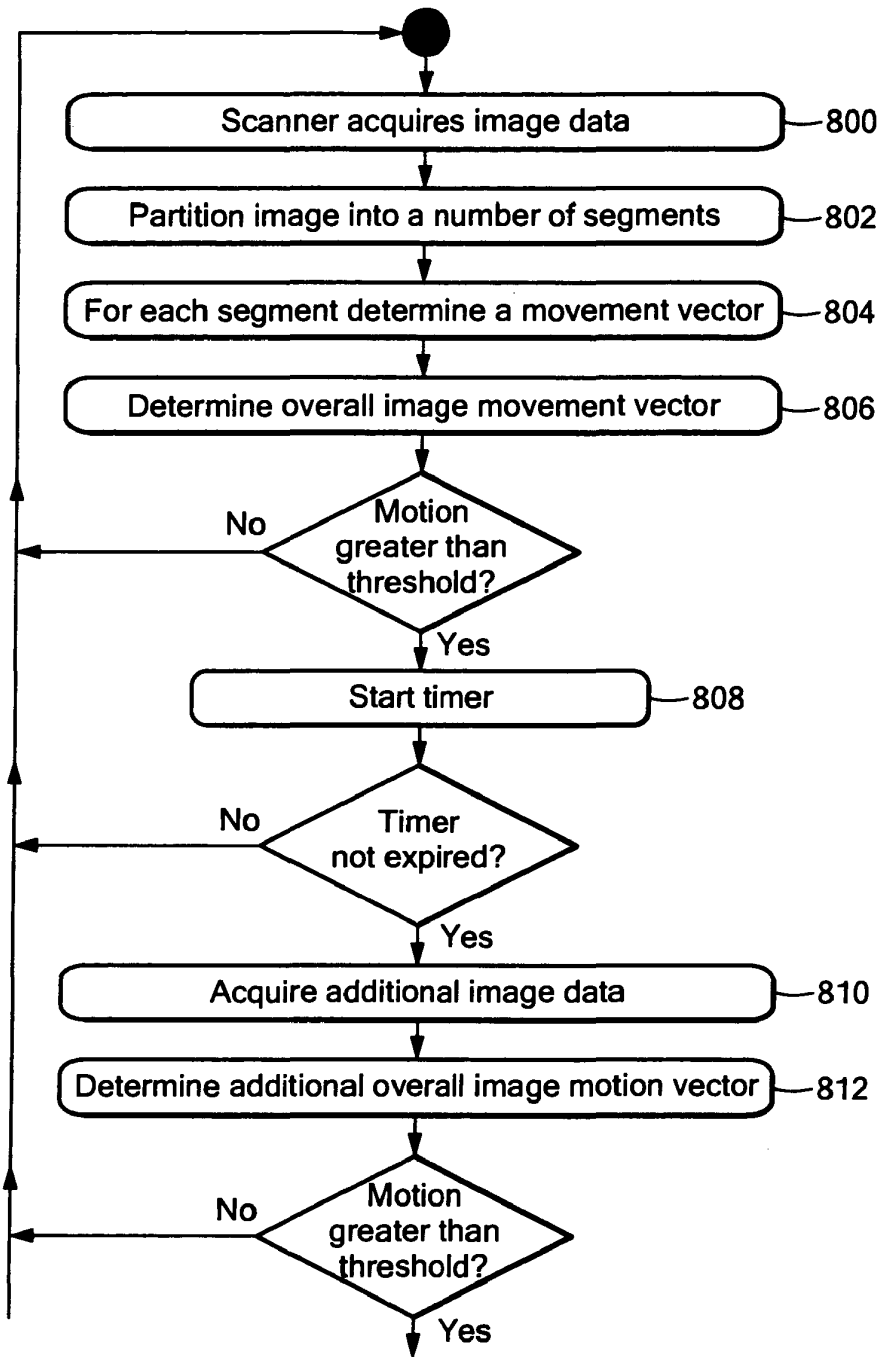 Scanner acquires image data
800
Partition image into a number of segments
802
For each segment determine a movement vector
804
Determine overall image movement vector
806
No
Motion
greater than
threshold?
Yes
Start timer
808
No
Timer
not expired?
Yes
Acquire additional image data
810
Determine additional overall image motion vector
812
No
Motion
greater than
threshold?
Yes